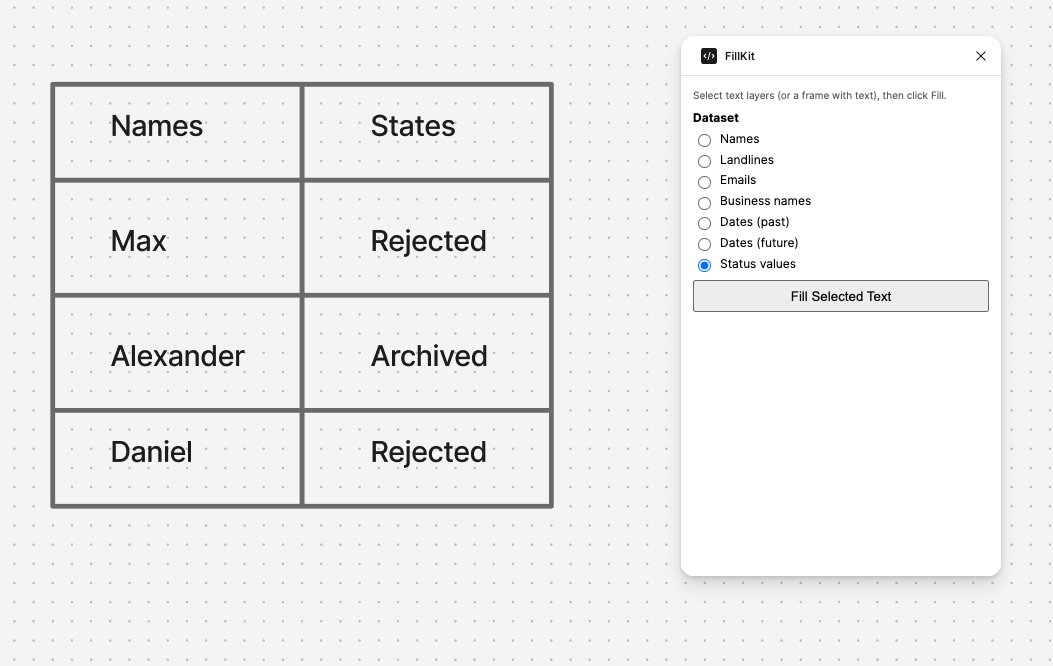 Names States
Max Rejected
Alexander Archived
Daniel Rejected
FillKit
Select text layers (or a frame with text), then click Fill.
Dataset
Names
Landlines
Emails
Business names
Dates (past)
Dates (future)
Status values
Fill Selected Text